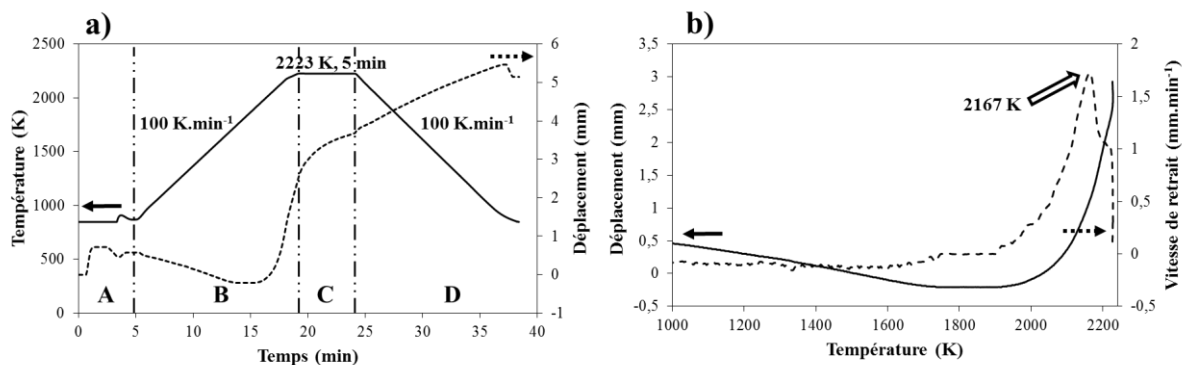 a)
2500
2000
1500
1000
500
0
Température (K)
2223 K, 5 min
100 K.min-1
100 K.min-1
A
B
C
D
6
5
4
3
2
1
0
-1
Déplacement (mm)
0 5 10 15 20 25 30 35 40
Temps (min)
b)
3,5
3
2,5
2
1,5
1
0,5
0
-0,5
Déplacement (mm)
2167 K
2
1,5
1
0,5
0
-0,5
Vitesse de retrait (mm.min-1)
1000 1200 1400 1600 1800 2000 2200
Température (K)